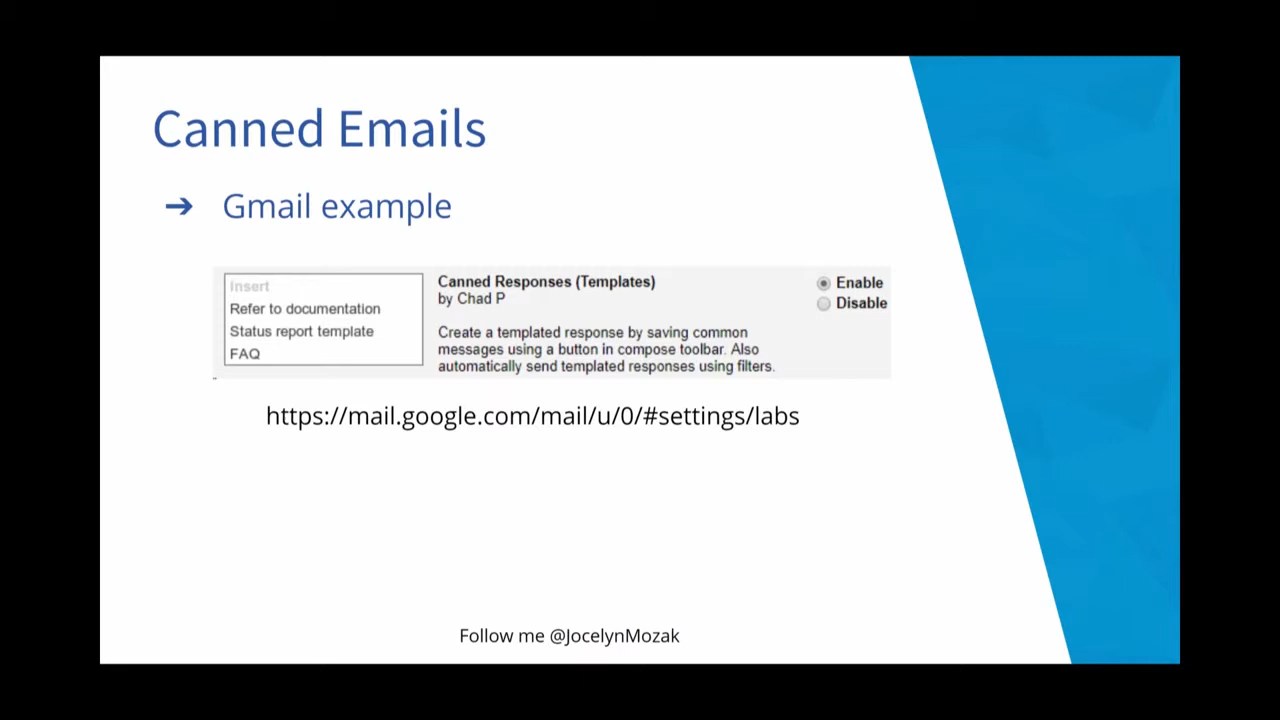 Canned Emails
➔ Gmail example
Insert
Refer to documentation
Status report template
FAQ
Canned Responses (Templates)
by Chad P
Create a templated response by saving common
messages using a button in compose toolbar. Also
automatically send templated responses using filters.
Enable
Disable
https://mail.google.com/mail/u/0/#settings/labs
Follow me @JocelynMozak